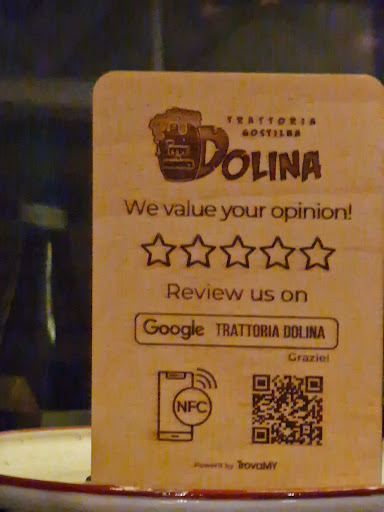 TRATTORIA
GOSTILNA
DOLINA
We value your opinion!
Review us on
Google TRATTORIA DOLINA
Grazie!
NFC
Powered by TrovaMY